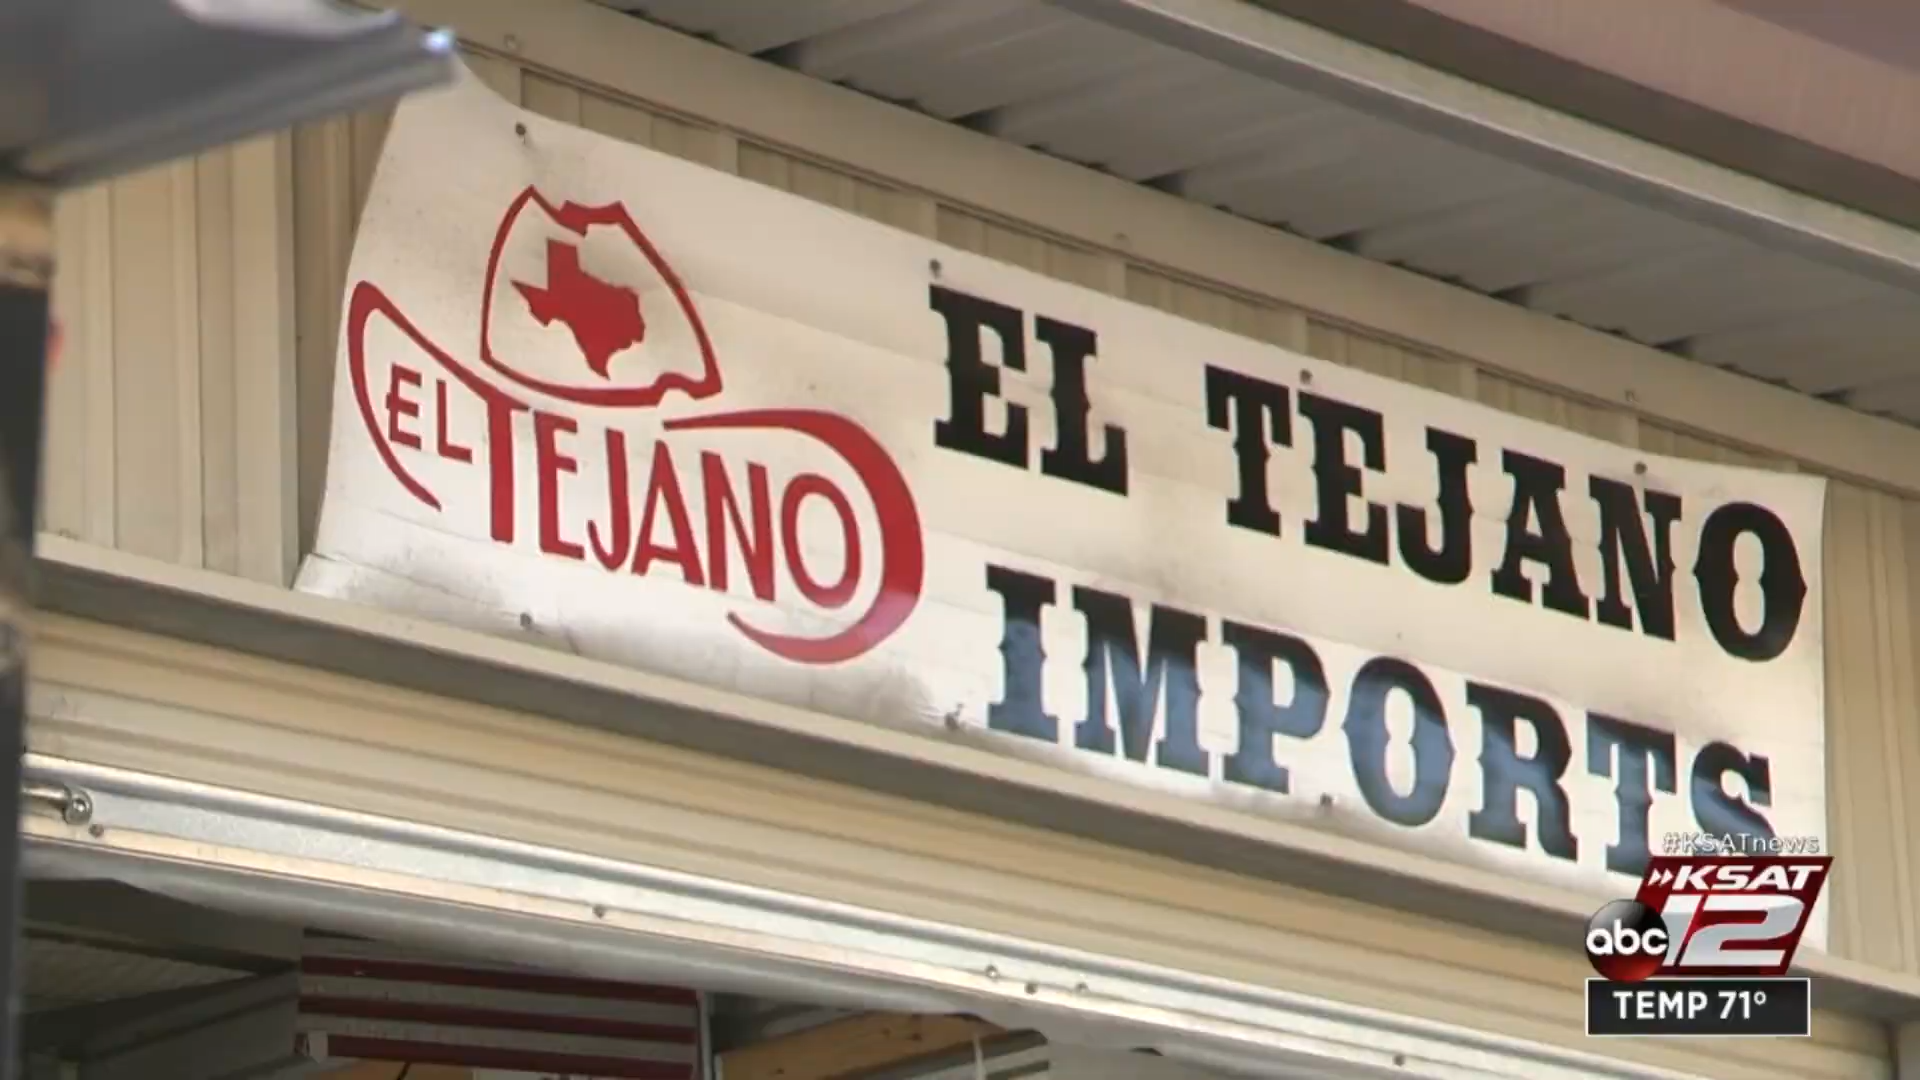 EL TEJANO
EL TEJANO
IMPORTS
#KSATnews
KSAT
abc 12
TEMP 71°